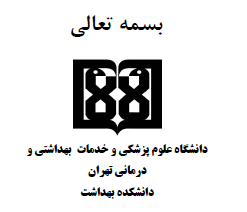 بسمه تعالی
دانشگاه علوم پزشکی و خدمات بهداشتی و
درمانی تهران
دانشکده بهداشت